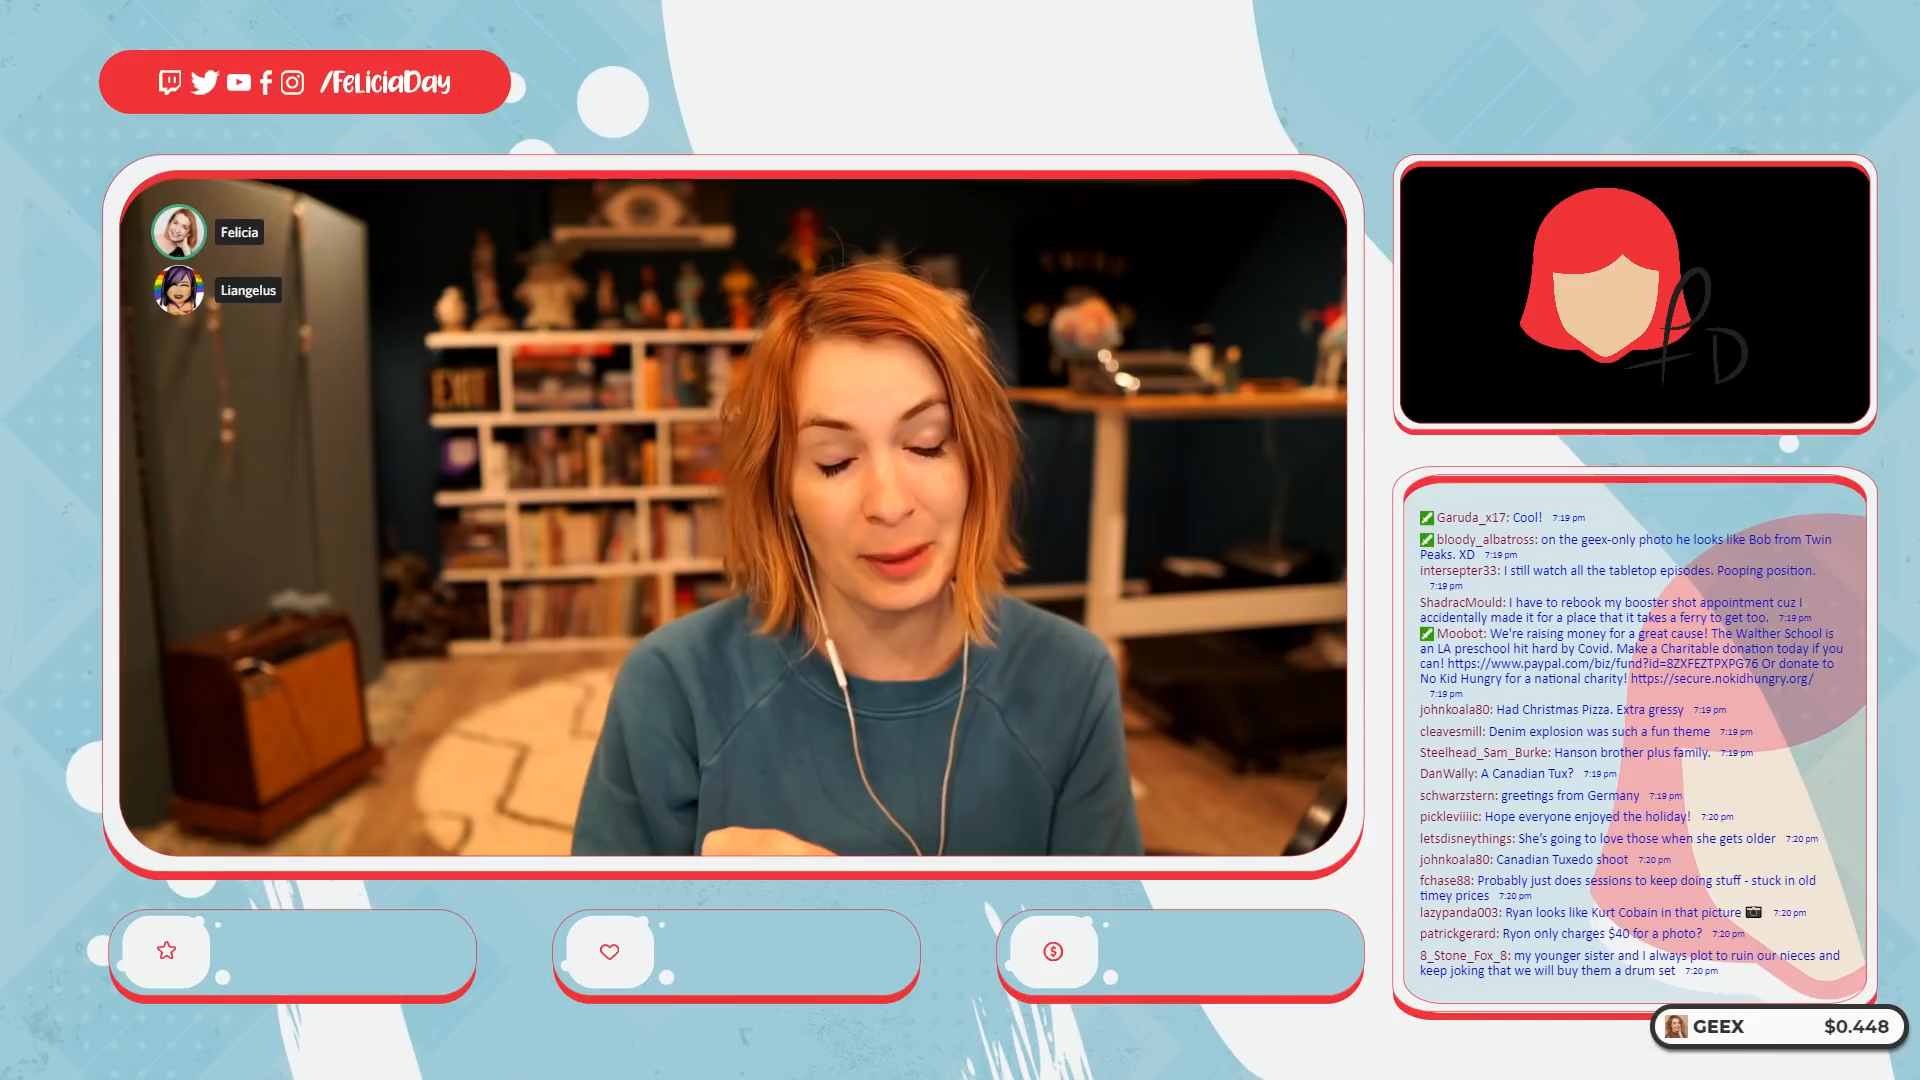 /FeliciaDay
Felicia
Liangelus
EXIT
FD
Garuda_x17: Cool! 7:19 pm
bloody_albatross: on the geex-only photo he looks like Bob from Twin
Peaks. XD 7:19 pm
intersepter33: I still watch all the tabletop episodes. Pooping position.
7:19 pm
ShadracMould: I have to rebook my booster shot appointment cuz I
accidentally made it for a place that it takes a ferry to get too. 7:19 pm
Moobot: We're raising money for a great cause! The Walther School is
an LA preschool hit hard by Covid. Make a Charitable donation today if you
can! https://www.paypal.com/biz/fund?id=8ZXFEZTPXPG76 Or donate to
No Kid Hungry for a national charity! https://secure.nokidhungry.org/
7:19 pm
johnkoala80: Had Christmas Pizza. Extra gressy 7:19 pm
cleavesmill: Denim explosion was such a fun theme 7:19 pm
Steelhead_Sam_Burke: Hanson brother plus family. 7:19 pm
DanWally: A Canadian Tux? 7:19 pm
schwarzstern: greetings from Germany 7:19 pm
pickleviiiic: Hope everyone enjoyed the holiday! 7:20 pm
letsdisneythings: She's going to love those when she gets older 7:20 pm
johnkoala80: Canadian Tuxedo shoot 7:20 pm
fchase88: Probably just does sessions to keep doing stuff - stuck in old
timey prices 7:20 pm
lazypanda003: Ryan looks like Kurt Cobain in that picture 📷 7:20 pm
patrickgerard: Ryon only charges $40 for a photo? 7:20 pm
8_Stone_Fox_8: my younger sister and I always plot to ruin our nieces and
keep joking that we will buy them a drum set 7:20 pm
GEEX $0.448